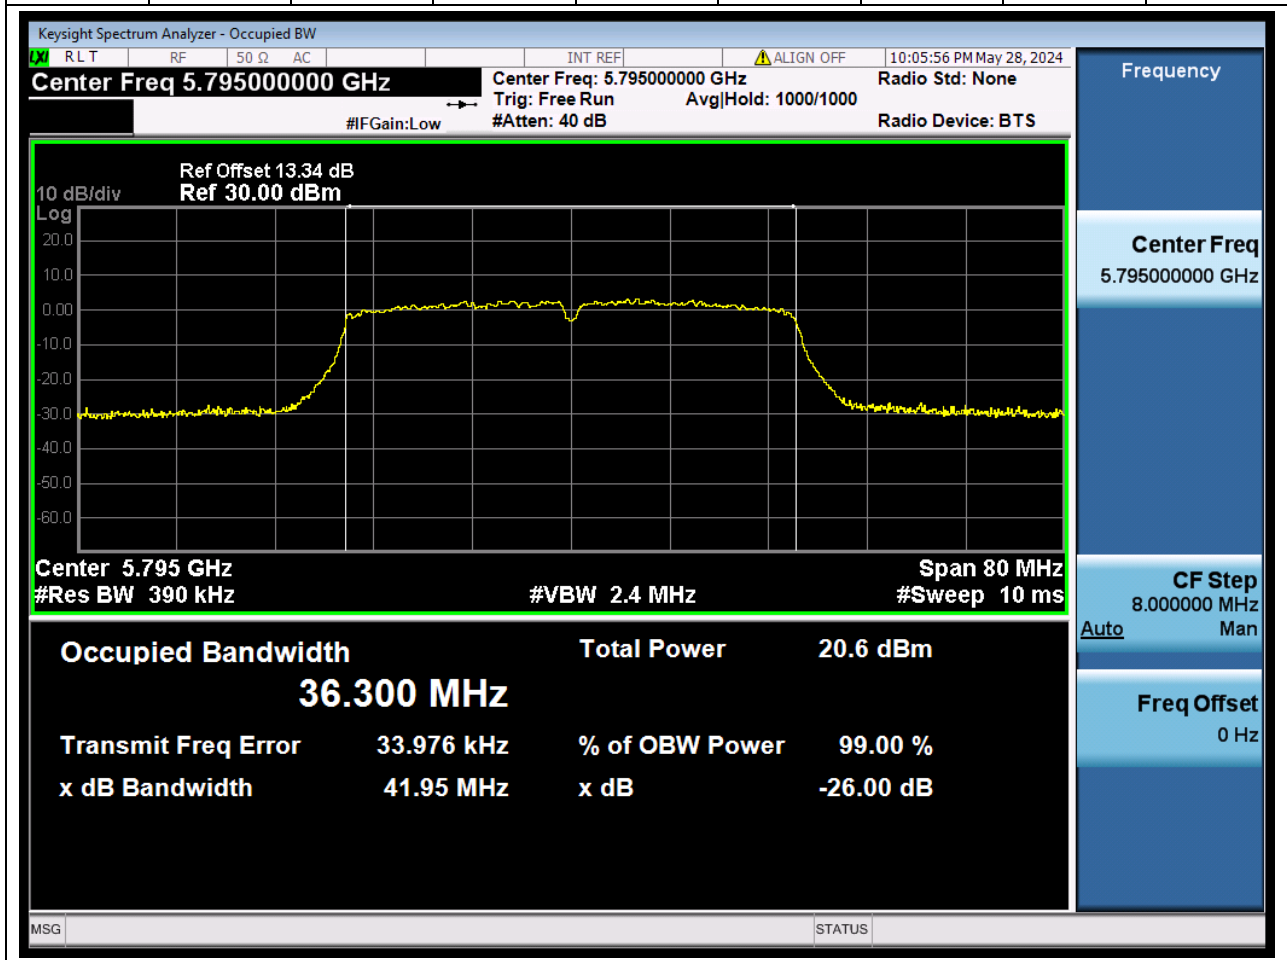 Keysight Spectrum Analyzer - Occupied BW
LXI RLT RF 50 Ω AC INT REF ALIGN OFF 10:05:56 PM May 28, 2024
Center Freq 5.795000000 GHz
Center Freq: 5.795000000 GHz
Radio Std: None
Trig: Free Run Avg|Hold: 1000/1000
#IFGain:Low
#Atten: 40 dB
Radio Device: BTS
Ref Offset 13.34 dB
10 dB/div Ref 30.00 dBm
Log
20.0
10.0
0.00
-10.0
-20.0
-30.0
-40.0
-50.0
-60.0
Center 5.795 GHz Span 80 MHz
#Res BW 390 kHz #VBW 2.4 MHz #Sweep 10 ms
Occupied Bandwidth Total Power 20.6 dBm
36.300 MHz
Transmit Freq Error 33.976 kHz % of OBW Power 99.00 %
x dB Bandwidth 41.95 MHz x dB -26.00 dB
Frequency
Center Freq
5.795000000 GHz
CF Step
8.000000 MHz
Auto Man
Freq Offset
0 Hz
MSG STATUS